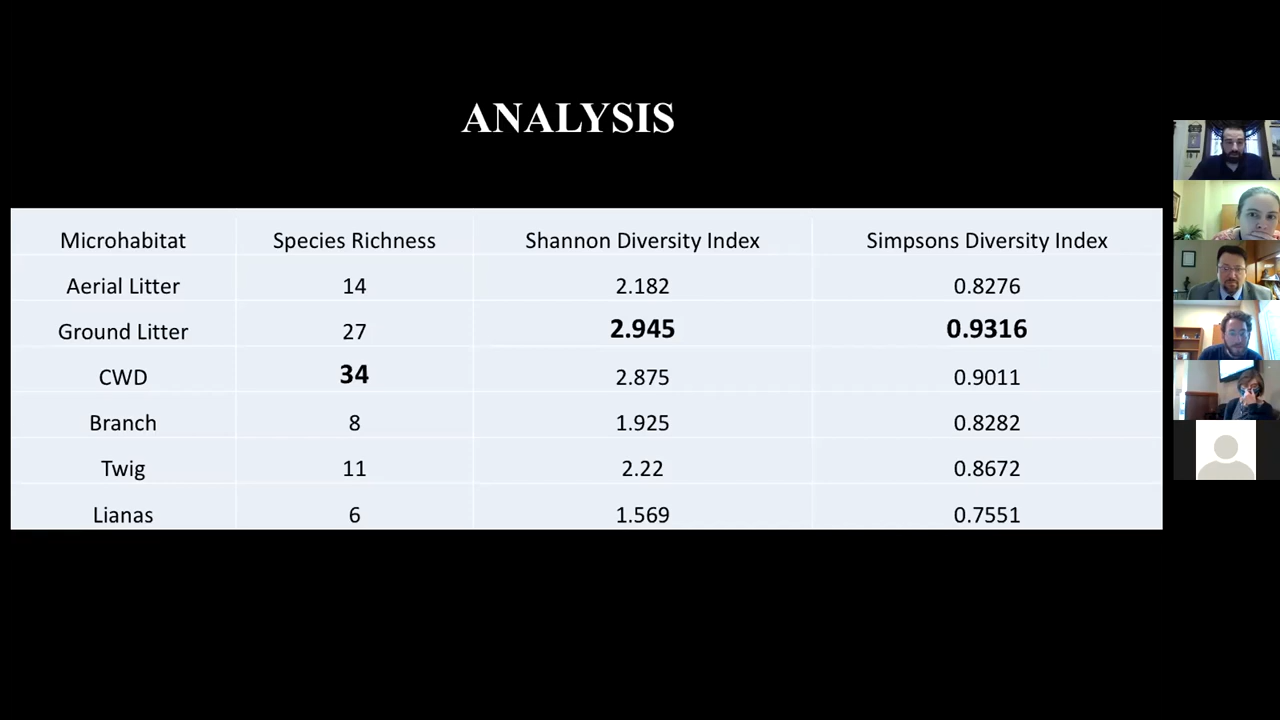 ANALYSIS
Microhabitat Species Richness Shannon Diversity Index Simpsons Diversity Index
Aerial Litter 14 2.182 0.8276
Ground Litter 27 2.945 0.9316
CWD 34 2.875 0.9011
Branch 8 1.925 0.8282
Twig 11 2.22 0.8672
Lianas 6 1.569 0.7551